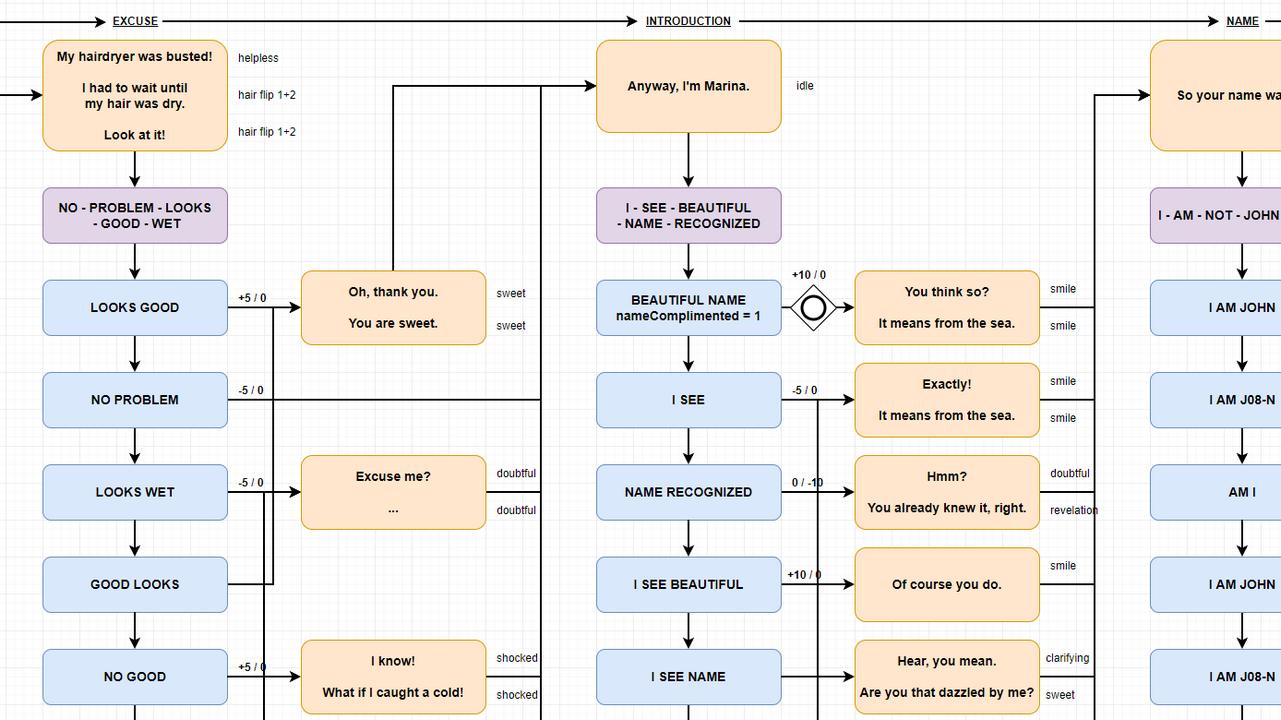 EXCUSE
INTRODUCTION
NAME
My hairdryer was busted!
I had to wait until
my hair was dry.
Look at it!
helpless
hair flip 1+2
hair flip 1+2
NO - PROBLEM - LOOKS
- GOOD - WET
LOOKS GOOD
+5 / 0
Oh, thank you.
You are sweet.
sweet
sweet
NO PROBLEM
-5 / 0
LOOKS WET
-5 / 0
Excuse me?
...
doubtful
doubtful
GOOD LOOKS
NO GOOD
+5 / 0
I know!
What if I caught a cold!
shocked
shocked
Anyway, I'm Marina.
idle
I - SEE - BEAUTIFUL
- NAME - RECOGNIZED
BEAUTIFUL NAME
nameComplimented = 1
+10 / 0
You think so?
It means from the sea.
smile
smile
I SEE
-5 / 0
Exactly!
It means from the sea.
smile
smile
NAME RECOGNIZED
0 / -10
Hmm?
You already knew it, right.
doubtful
revelation
I SEE BEAUTIFUL
+10 / 0
Of course you do.
smile
I SEE NAME
Hear, you mean.
Are you that dazzled by me?
clarifying
sweet
So your name wa
I - AM - NOT - JOHN
I AM JOHN
I AM J08-N
AM I
I AM JOHN
I AM J08-N